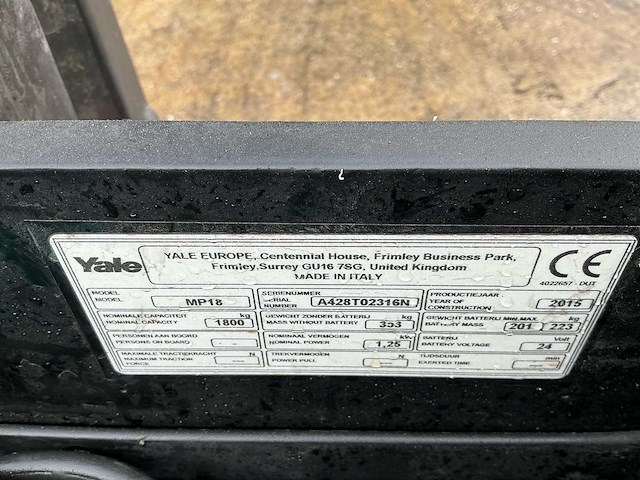 Yale
YALE EUROPE, Centennial House, Frimley Business Park,
Frimley, Surrey GU16 7SG, United Kingdom
MADE IN ITALY
CE
4022657 - DUT
MODEL
MODEL
MP18
SERIENUMMER
SERIAL NUMBER
A428T02316N
PRODUCTIEJAAR
YEAR OF CONSTRUCTION
2015
NOMINALE CAPACITEIT kg
NOMINAL CAPACITY
1800
GEWICHT ZONDER BATTERIJ kg
MASS WITHOUT BATTERY
353
GEWICHT BATTERIJ MIN. MAX. kg
BATTERY MASS
201 223
PERSONEN AAN BOORD
PERSONS ON BOARD
- -
NOMINAAL VERMOGEN kW
NOMINAL POWER
1,25
BATTERIJ Volt
BATTERY VOLTAGE
24
MAXIMALE TRACTIEKRACHT N
MAXIMUM TRACTION FORCE
---
TREKVERMOGEN N
POWER PULL
---
TIJDSDUUR min
EXERTED TIME